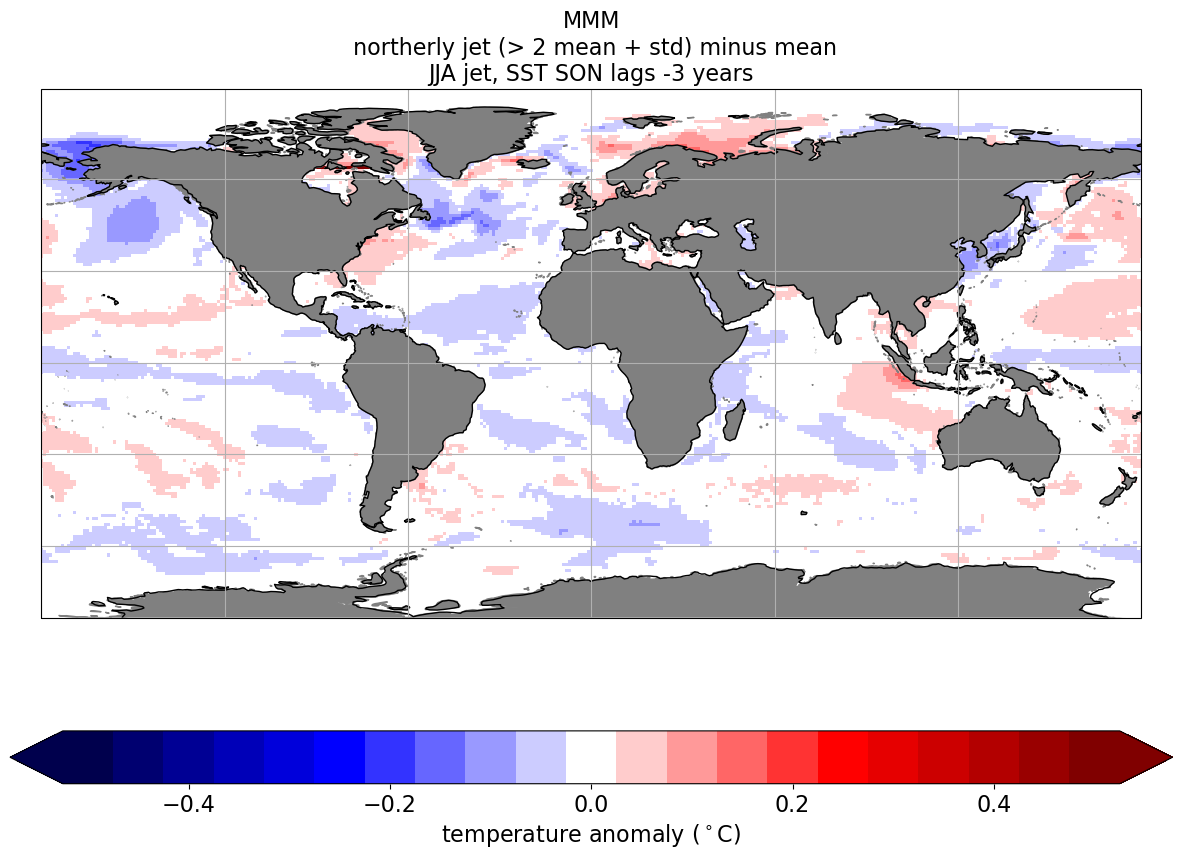 MMM
northerly jet (> 2 mean + std) minus mean
JJA jet, SST SON lags -3 years
−0.4 −0.2 0.0 0.2 0.4
temperature anomaly (°C)